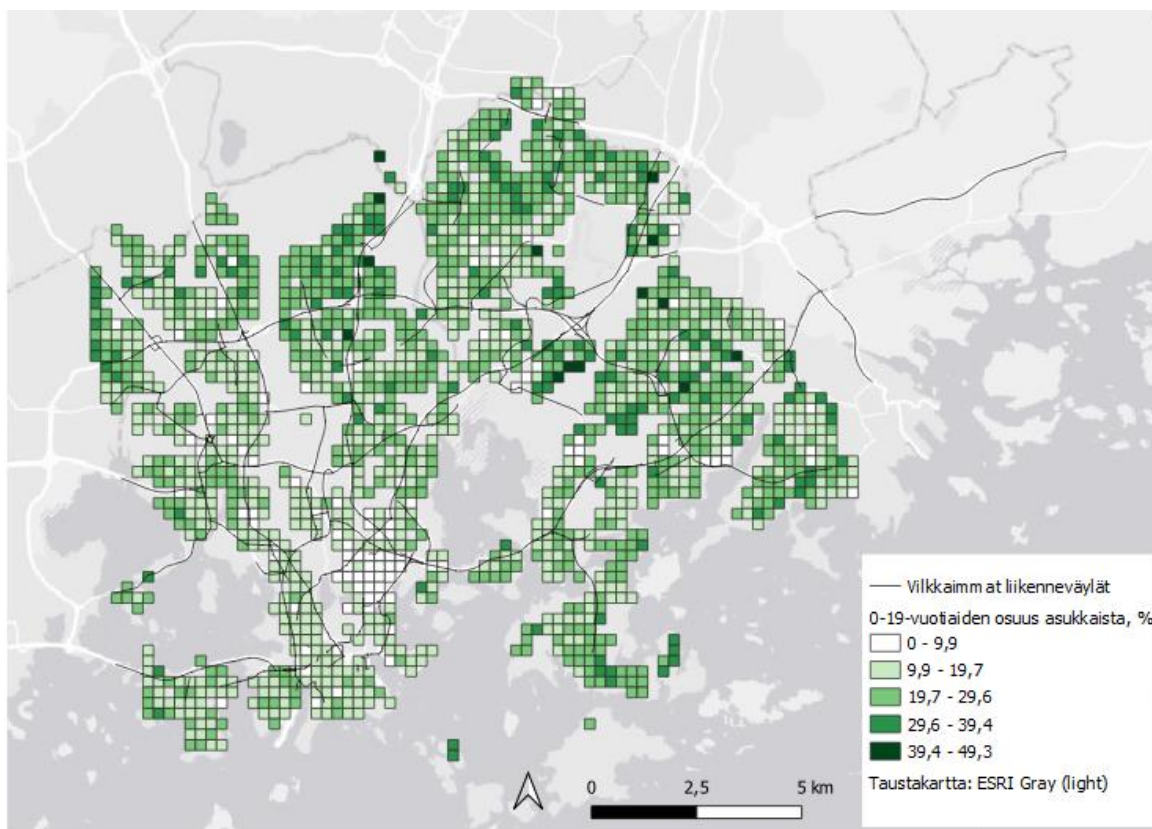 Vilkkaimmat liikenneväylät
0-19-vuotiaiden osuus asukkaista, %
0 - 9,9
9,9 - 19,7
19,7 - 29,6
29,6 - 39,4
39,4 - 49,3
Taustakartta: ESRI Gray (light)
0 2,5 5 km